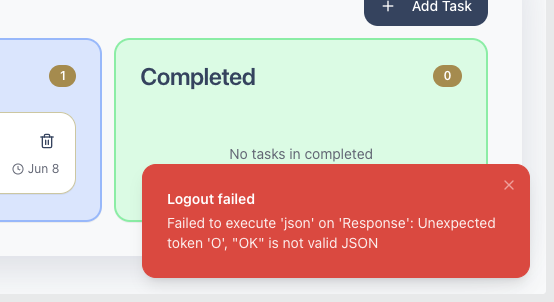 + Add Task
1
Completed
0
No tasks in completed
Jun 8
Logout failed
Failed to execute 'json' on 'Response': Unexpected
token 'O', "OK" is not valid JSON